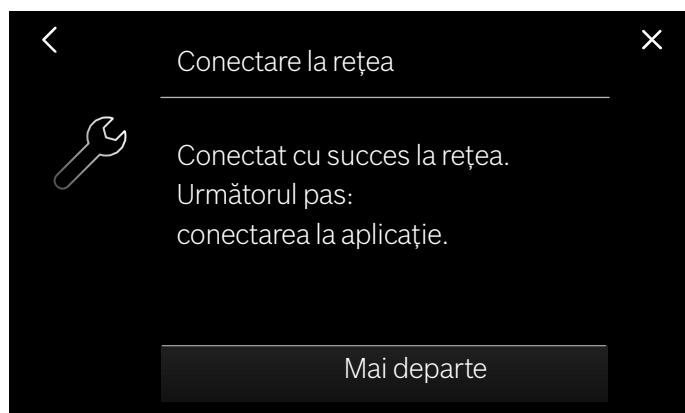 Conectare la rețea
Conectat cu succes la rețea.
Următorul pas:
conectarea la aplicație.
Mai departe